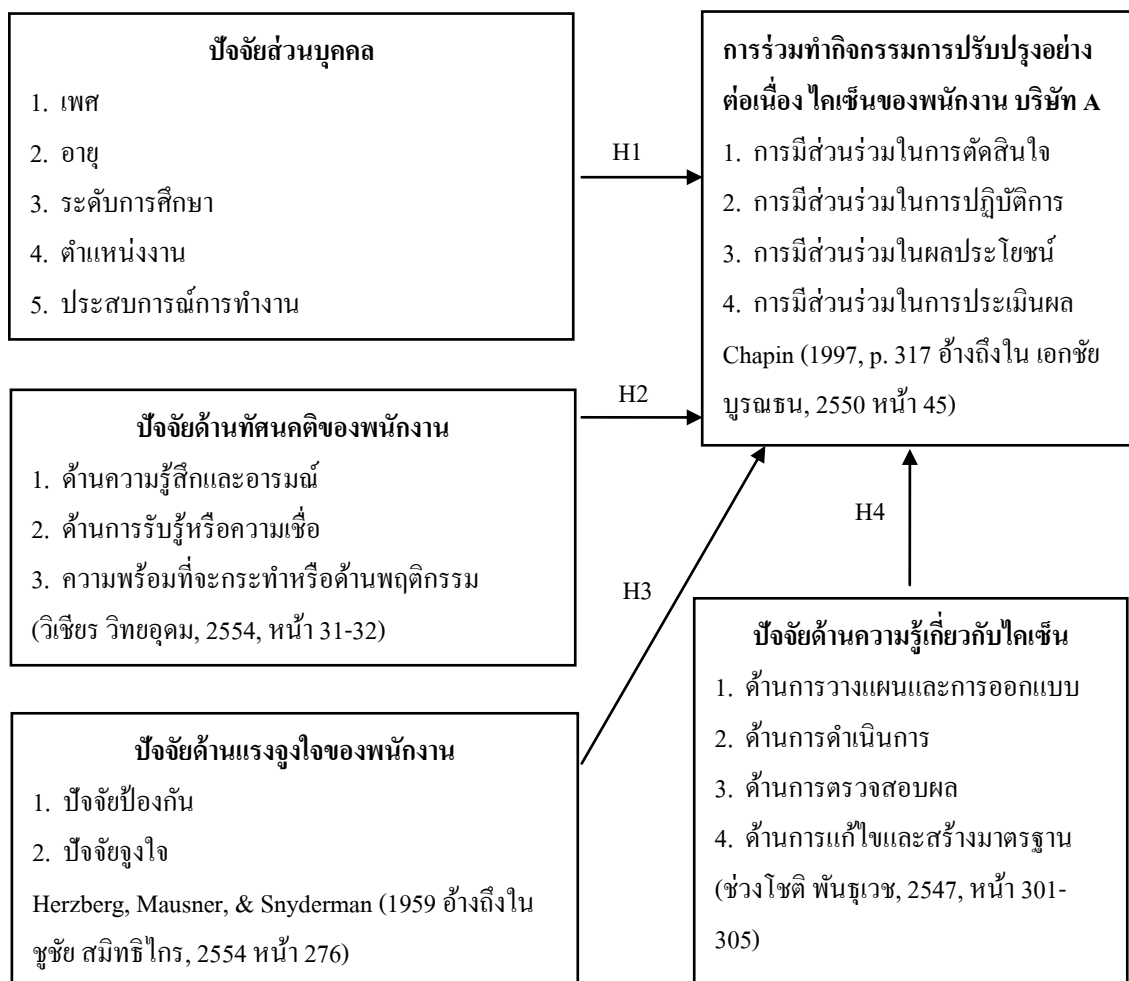 ปัจจัยส่วนบุคคล
1. เพศ
2. อายุ
3. ระดับการศึกษา
4. ตำแหน่งงาน
5. ประสบการณ์การทำงาน
H1
การร่วมทำกิจกรรมการปรับปรุงอย่าง
ต่อเนื่อง ไคเซ็นของพนักงาน บริษัท A
1. การมีส่วนร่วมในการตัดสินใจ
2. การมีส่วนร่วมในการปฏิบัติการ
3. การมีส่วนร่วมในผลประโยชน์
4. การมีส่วนร่วมในการประเมินผล
Chapin (1997, p. 317 อ้างถึงใน เอกชัย
บูรณธน, 2550 หน้า 45)
H2
ปัจจัยด้านทัศนคติของพนักงาน
1. ด้านความรู้สึกและอารมณ์
2. ด้านการรับรู้หรือความเชื่อ
3. ความพร้อมที่จะกระทำหรือด้านพฤติกรรม
(วิเชียร วิทยอุดม, 2554, หน้า 31-32)
H3
H4
ปัจจัยด้านแรงจูงใจของพนักงาน
1. ปัจจัยป้องกัน
2. ปัจจัยจูงใจ
Herzberg, Mausner, & Snyderman (1959 อ้างถึงใน
ชูชัย สมิทธิไกร, 2554 หน้า 276)
ปัจจัยด้านความรู้เกี่ยวกับไคเซ็น
1. ด้านการวางแผนและการออกแบบ
2. ด้านการดำเนินการ
3. ด้านการตรวจสอบผล
4. ด้านการแก้ไขและสร้างมาตรฐาน
(ช่วงโชติ พันธุเวช, 2547, หน้า 301-
305)